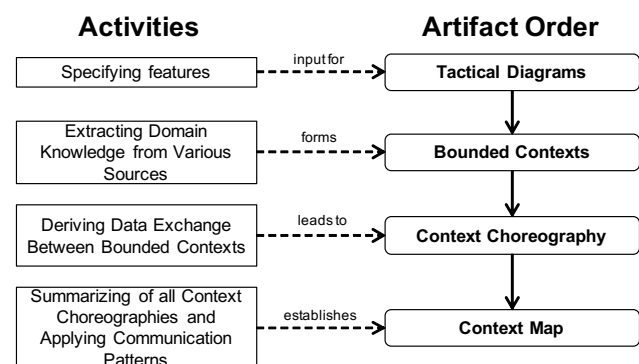 Activities
Artifact Order
Specifying features
input for
Tactical Diagrams
Extracting Domain
Knowledge from Various
Sources
forms
Bounded Contexts
Deriving Data Exchange
Between Bounded Contexts
leads to
Context Choreography
Summarizing of all Context
Choreographies and
Applying Communication
Patterns
establishes
Context Map